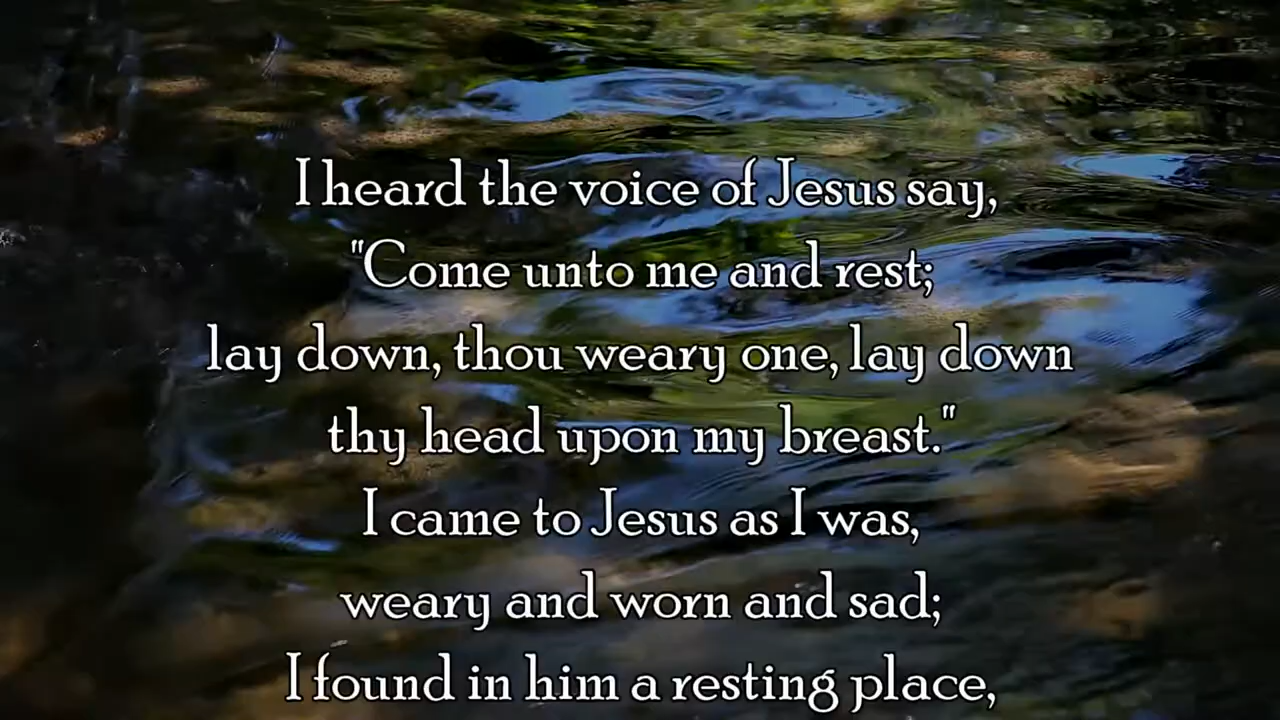 I heard the voice of Jesus say,
"Come unto me and rest;
lay down, thou weary one, lay down
thy head upon my breast."
I came to Jesus as I was,
weary and worn and sad;
I found in him a resting place,